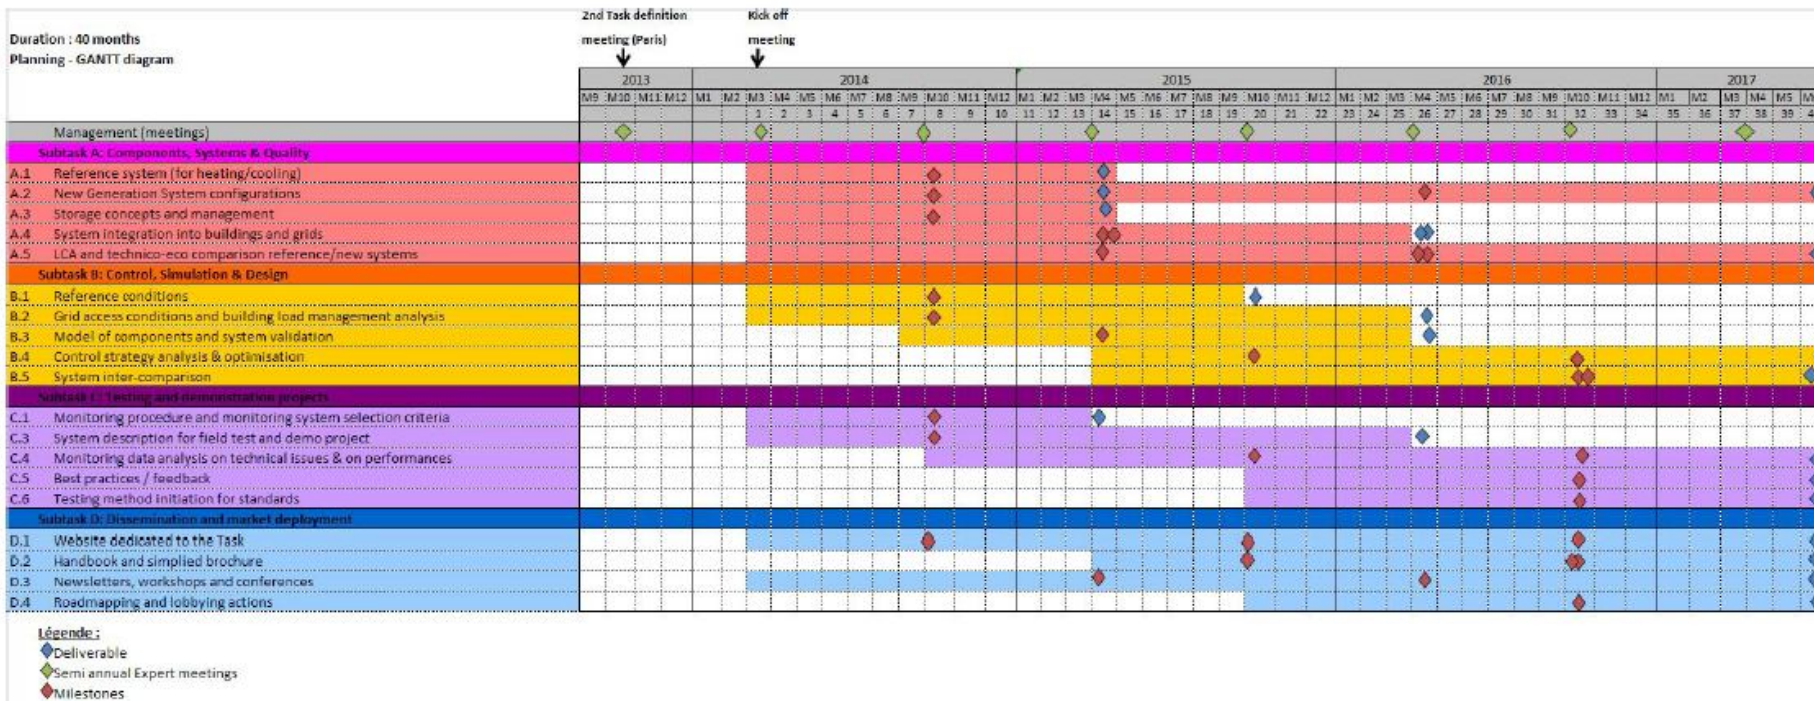 2nd Task definition Kick off
Duration : 40 months meeting (Paris) meeting
Planning - GANTT diagram
2013 2014 2015 2016 2017
M9 M10 M11 M12 M1 M2 M3 M4 M5 M6 M7 M8 M9 M10 M11 M12 M1 M2 M3 M4 M5 M6 M7 M8 M9 M10 M11 M12 M1 M2 M3 M4 M5 M6 M7 M8 M9 M10 M11 M12 M1 M2 M3 M4 M5
1 2 3 4 5 6 7 8 9 10 11 12 13 14 15 16 17 18 19 20 21 22 23 24 25 26 27 28 29 30 31 32 33 34 35 36 37 38 39
Management (meetings)
Subtask A: Components, Systems & Quality
A.1 Reference system (for heating/cooling)
A.2 New Generation System configurations
A.3 Storage concepts and management
A.4 System integration into buildings and grids
A.5 LCA and technico-eco comparison reference/new systems
Subtask B: Control, Simulation & Design
B.1 Reference conditions
B.2 Grid access conditions and building load management analysis
B.3 Model of components and system validation
B.4 Control strategy analysis & optimisation
B.5 System inter-comparison
Subtask C: Testing and demonstration projects
C.1 Monitoring procedure and monitoring system selection criteria
C.3 System description for field test and demo project
C.4 Monitoring data analysis on technical issues & on performances
C.5 Best practices / feedback
C.6 Testing method initiation for standards
Subtask D: Dissemination and market deployment
D.1 Website dedicated to the Task
D.2 Handbook and simplied brochure
D.3 Newsletters, workshops and conferences
D.4 Roadmapping and lobbying actions
Légende :
Deliverable
Semi annual Expert meetings
Milestones